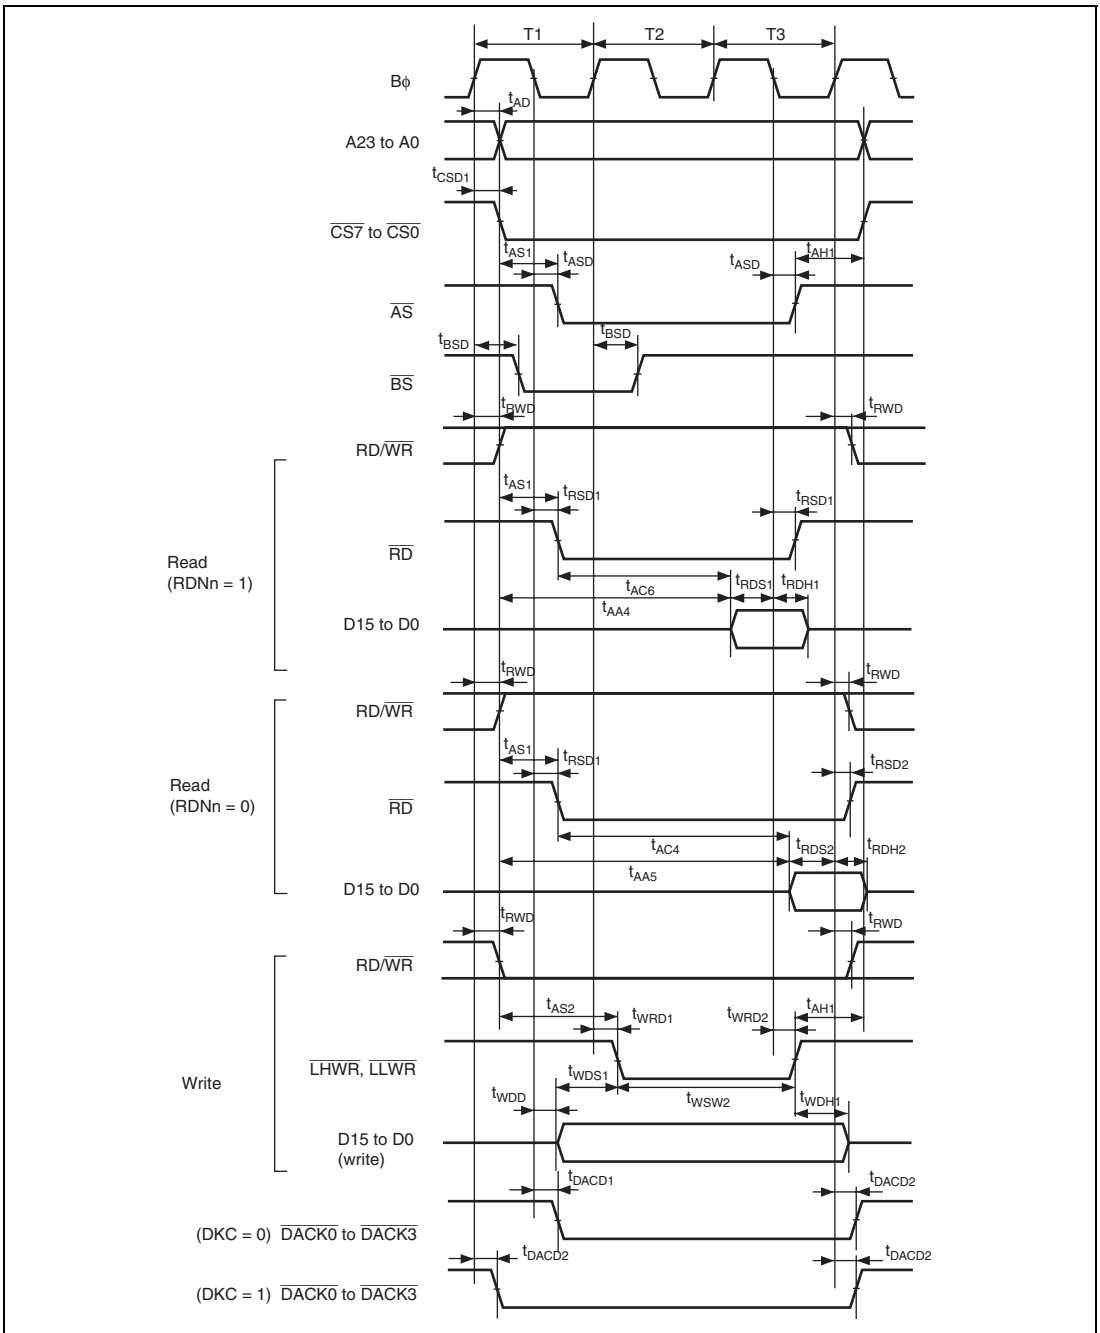 T1 T2 T3
Bϕ
tAD
A23 to A0
tCSD1
CS7 to CS0
tAS1 tASD tASD tAH1
AS
tBSD tBSD
BS
tRWD tRWD
RD/WR
tAS1 tRSD1 tRSD1
RD
Read
(RDNn = 1)
tAC6 tRDS1 tRDH1
tAA4
D15 to D0
tRWD tRWD
RD/WR
tAS1 tRSD1 tRSD2
Read
(RDNn = 0)
RD
tAC4 tRDS2 tRDH2
tAA5
D15 to D0
tRWD tRWD
RD/WR
tAS2 tWRD1 tWRD2 tAH1
LHWR, LLWR
Write
tWDS1
tWDD tWSW2 tWDH1
D15 to D0
(write)
tDACD1 tDACD2
(DKC = 0) DACK0 to DACK3
tDACD2 tDACD2
(DKC = 1) DACK0 to DACK3